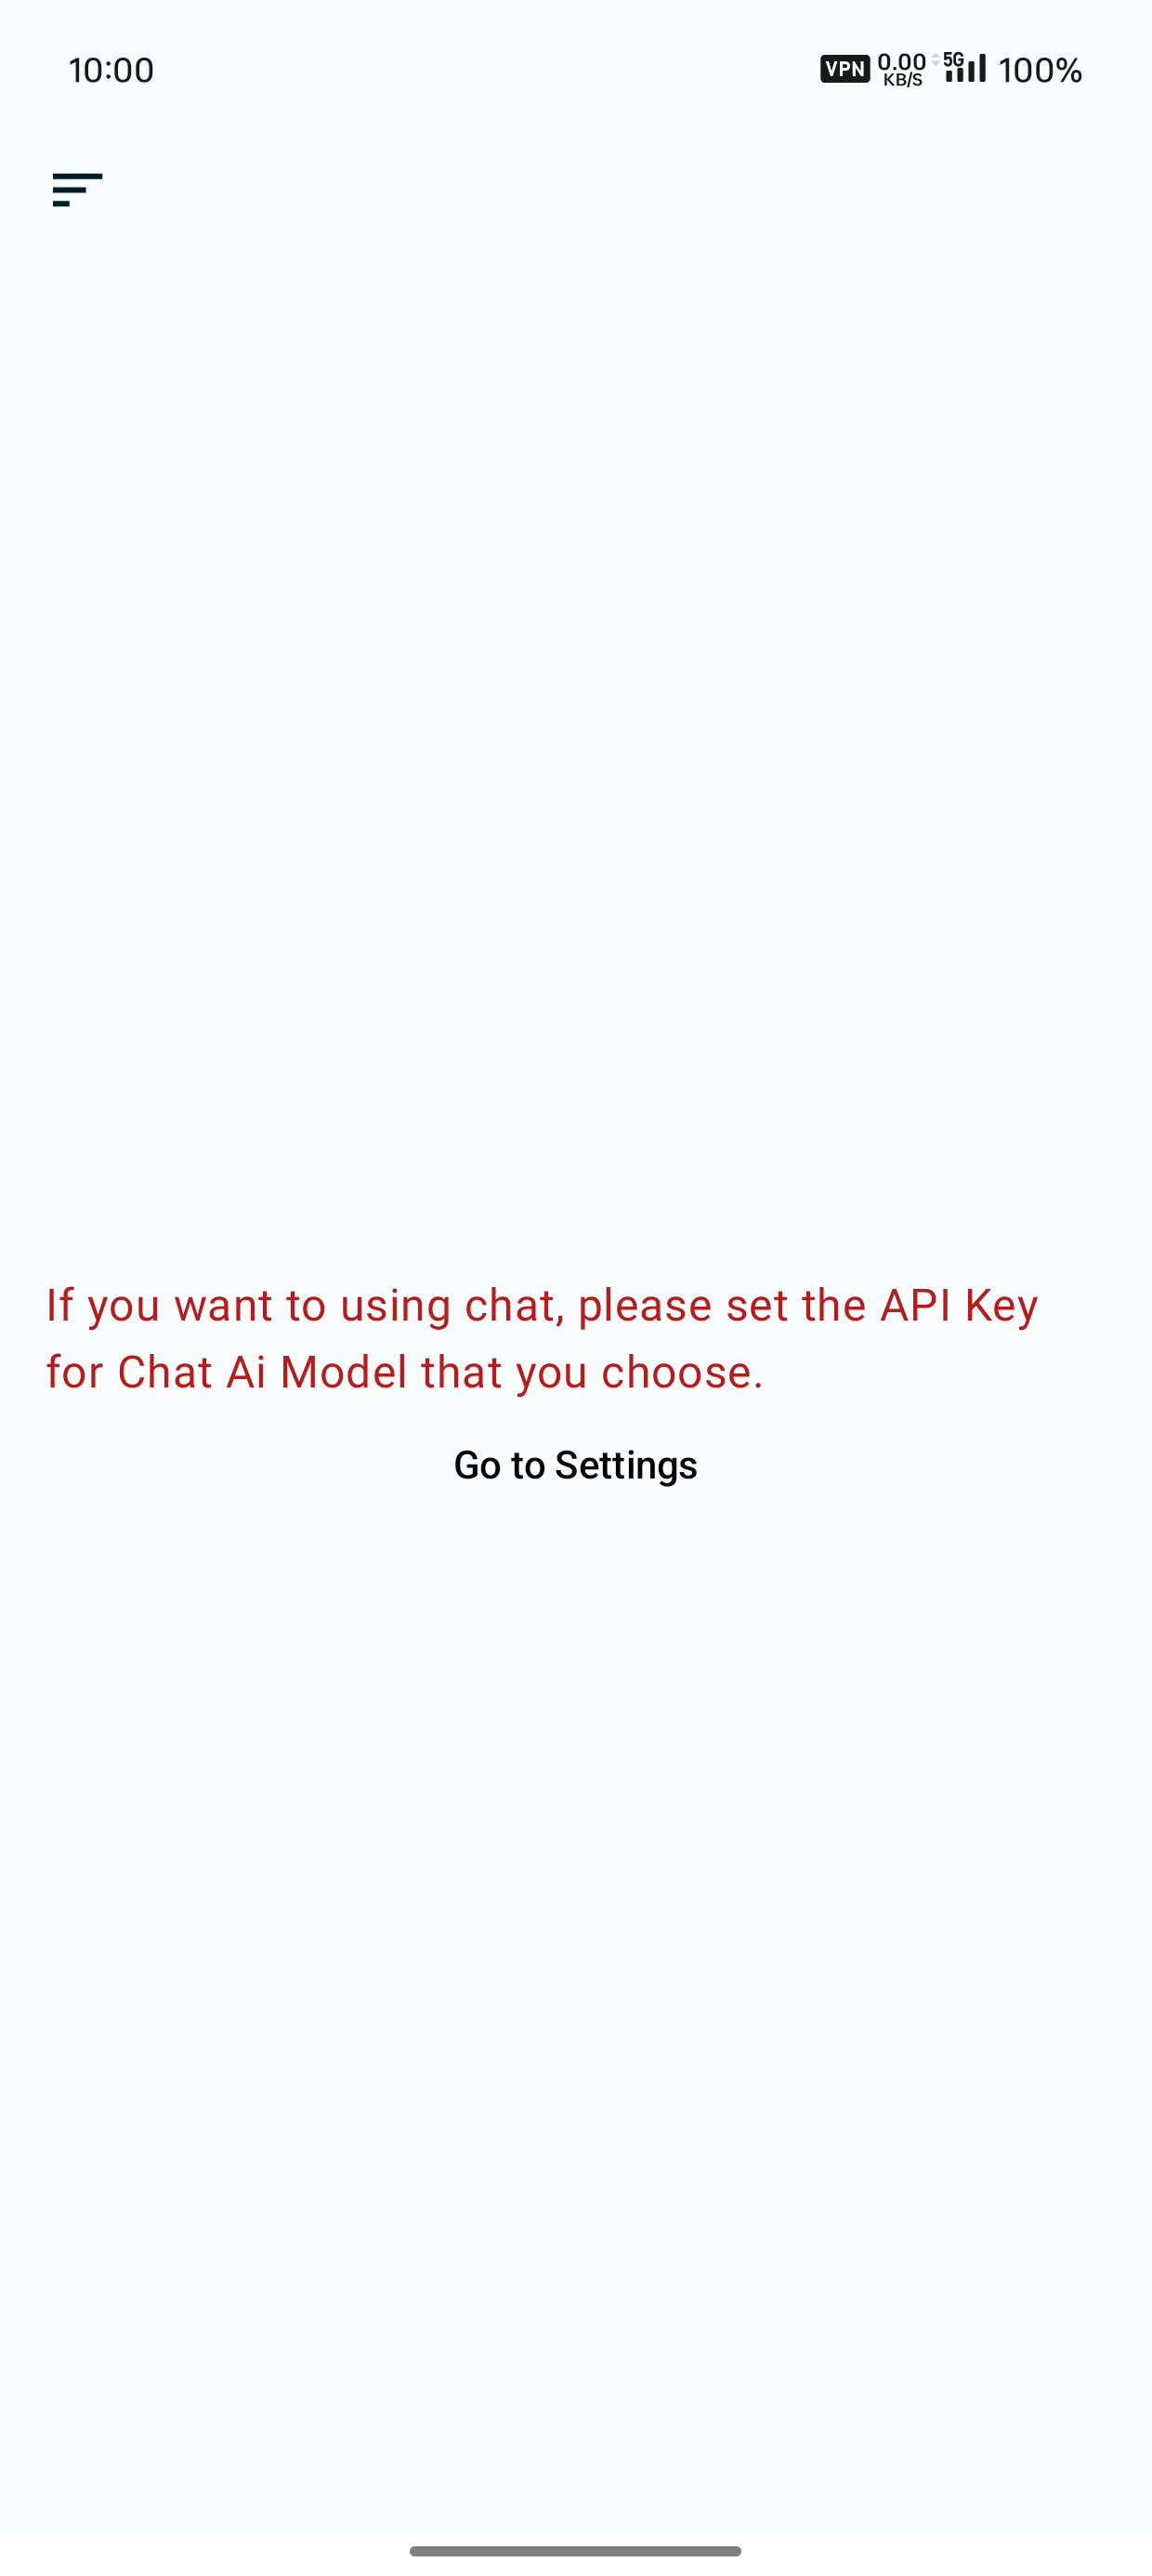 10:00
VPN 0.00 KB/S 5G 100%
If you want to using chat, please set the API Key
for Chat Ai Model that you choose.
Go to Settings